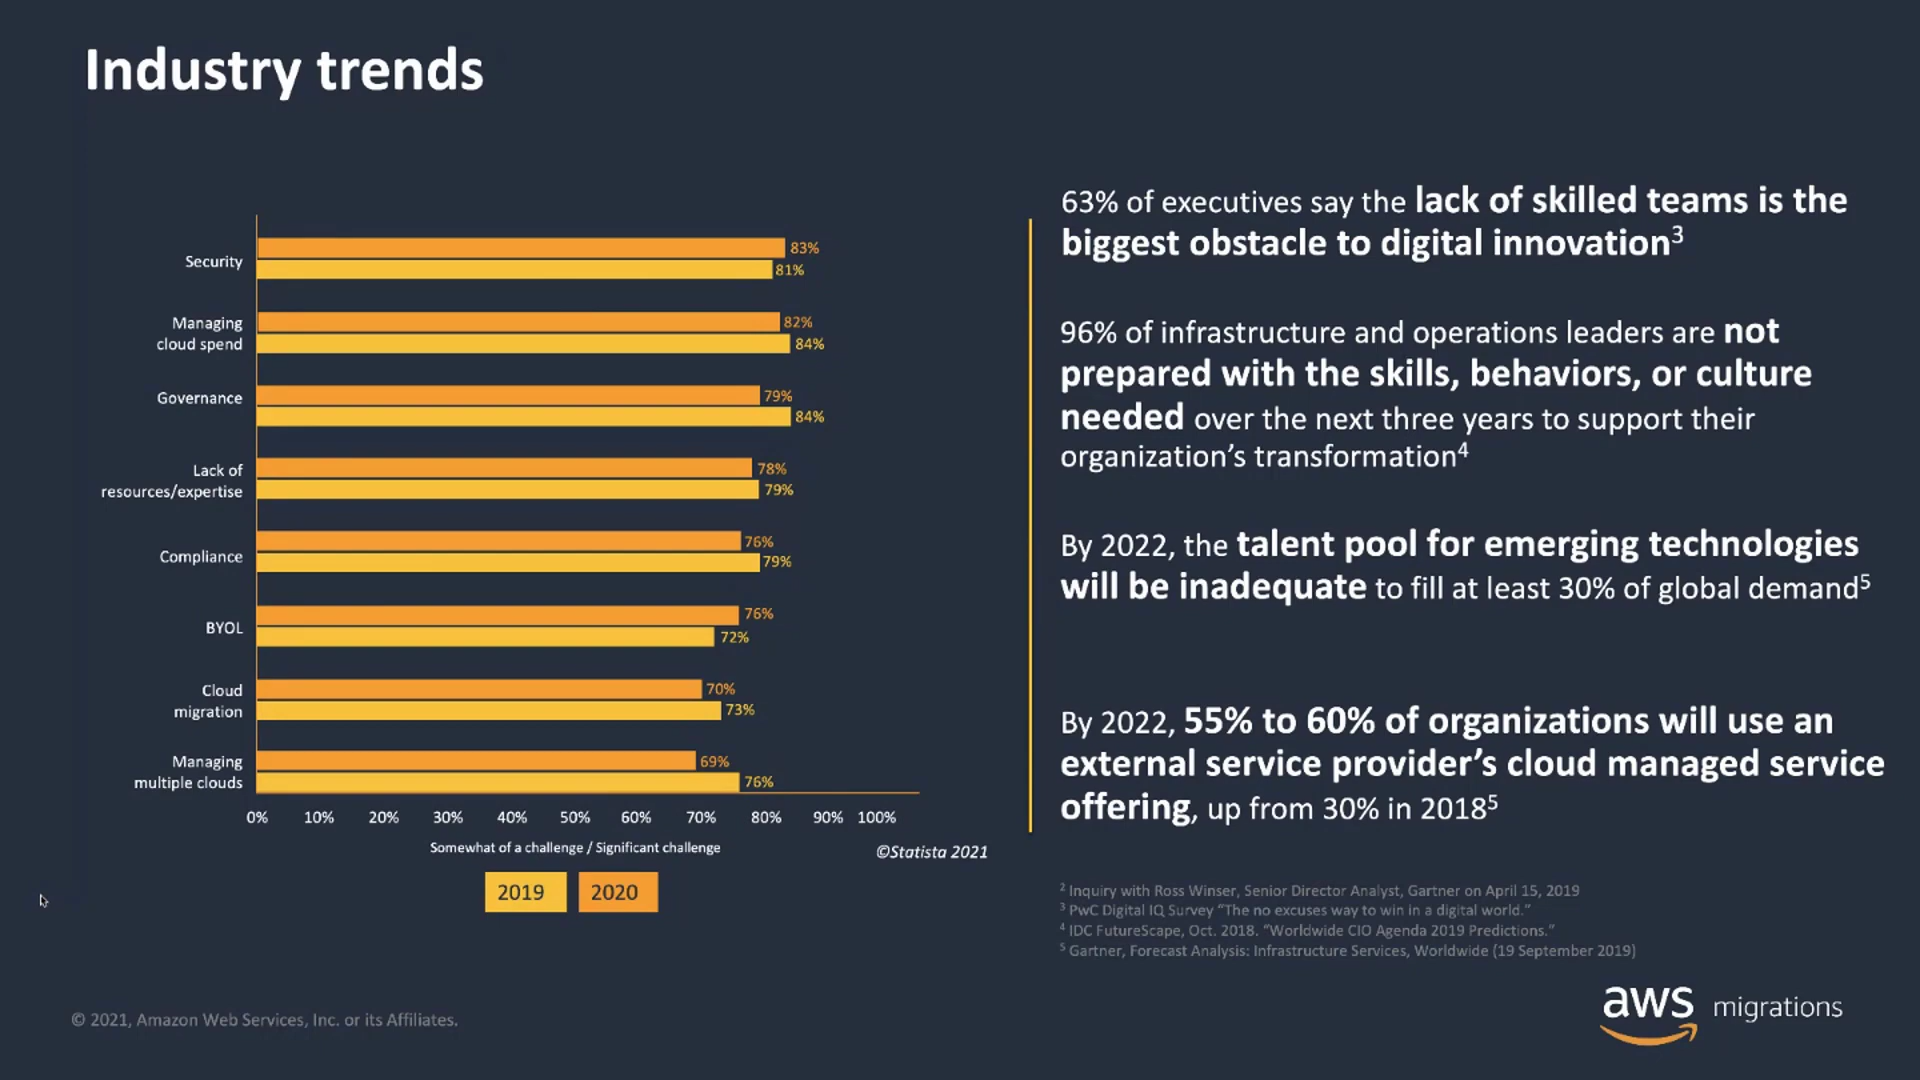 Industry trends
Security
83%
81%
Managing
cloud spend
82%
84%
Governance
79%
84%
Lack of
resources/expertise
78%
79%
Compliance
76%
79%
BYOL
76%
72%
Cloud
migration
70%
73%
Managing
multiple clouds
69%
76%
0% 10% 20% 30% 40% 50% 60% 70% 80% 90% 100%
Somewhat of a challenge / Significant challenge
©Statista 2021
2019 2020
63% of executives say the lack of skilled teams is the
biggest obstacle to digital innovation³
96% of infrastructure and operations leaders are not
prepared with the skills, behaviors, or culture
needed over the next three years to support their
organization’s transformation⁴
By 2022, the talent pool for emerging technologies
will be inadequate to fill at least 30% of global demand⁵
By 2022, 55% to 60% of organizations will use an
external service provider’s cloud managed service
offering, up from 30% in 2018⁵
² Inquiry with Ross Winser, Senior Director Analyst, Gartner on April 15, 2019
³ PwC Digital IQ Survey “The no excuses way to win in a digital world.”
⁴ IDC FutureScape, Oct. 2018. “Worldwide CIO Agenda 2019 Predictions.”
⁵ Gartner, Forecast Analysis: Infrastructure Services, Worldwide (19 September 2019)
© 2021, Amazon Web Services, Inc. or its Affiliates.
aws migrations